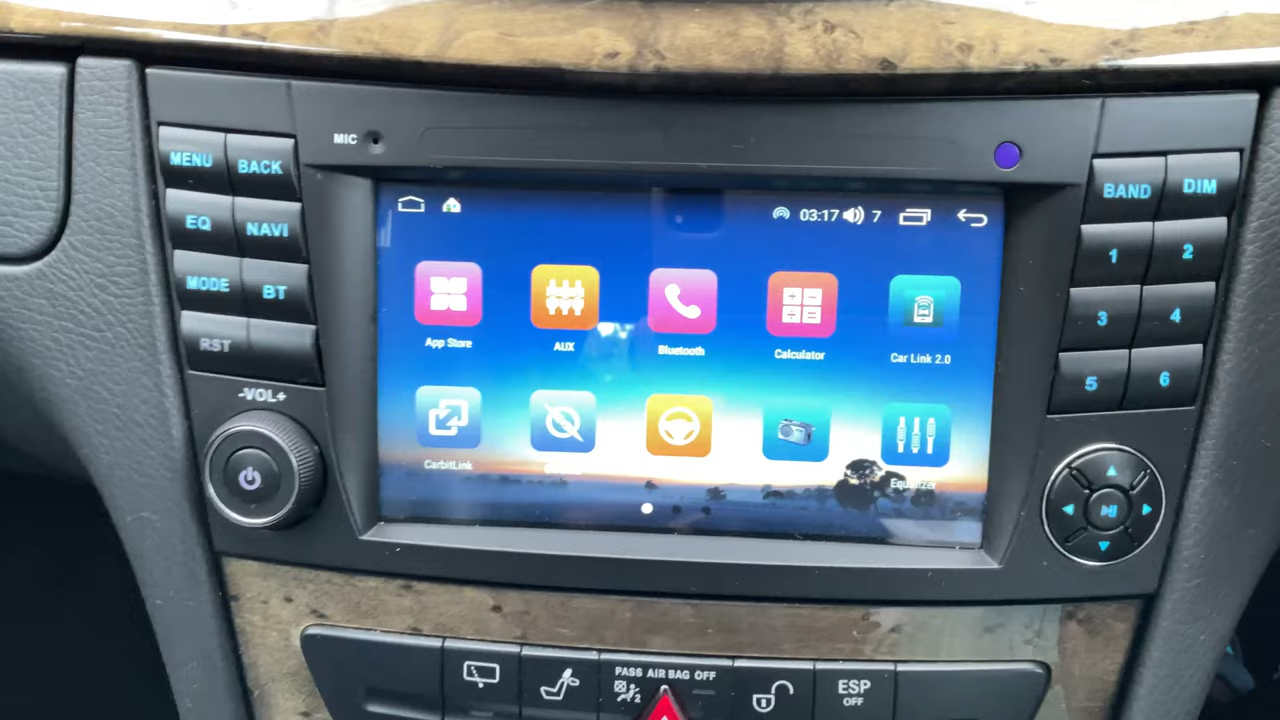 MIC
MENU
BACK
EQ
NAVI
MODE
BT
RST
-VOL+
03:17
7
App Store
AUX
Bluetooth
Calculator
Car Link 2.0
CarbitLink
Equalizer
BAND
DIM
1
2
3
4
5
6
PASS AIR BAG OFF
2
ESP
OFF